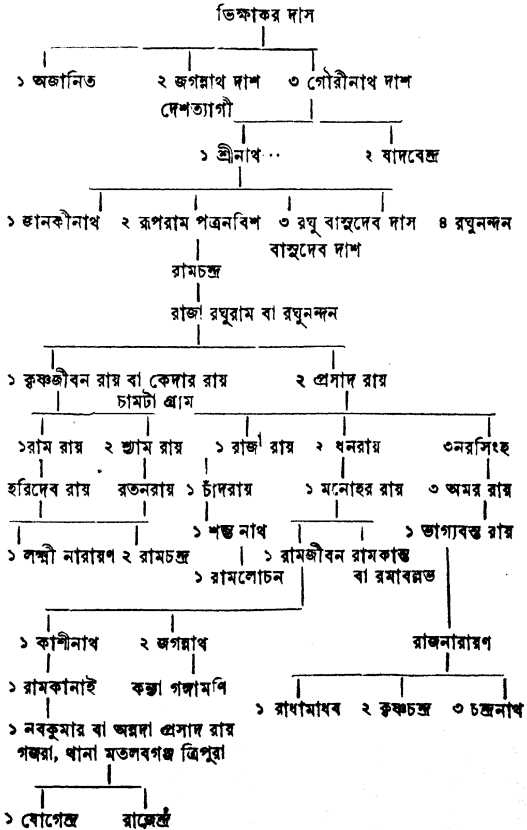 ভিক্ষাকর দাস
১ অজানিত ২ জগন্নাথ দাশ ৩ গৌরীনাথ দাশ
দেশত্যাগী
১ শ্রীনাথ··· ২ যাদবেন্দ্র
১ জানকীনাথ ২ রূপরাম পত্রনবিশ ৩ রঘু বাসুদেব দাস ৪ রঘুনন্দন
বাসুদেব দাশ
রামচন্দ্র
রাজা রঘুরাম বা রঘুনন্দন
১ কৃষ্ণজীবন রায় বা কেদার রায় ২ প্রসাদ রায়
চামটা গ্রাম
১রাম রায় ২ শ্যাম রায় ১ রাজা রায় ২ ধনরায় ৩নরসিংহ
হরিদেব রায় রতনরায় ১ চাঁদরায় ১ মনোহর রায় ৩ অমর রায়
১ শম্ভু নাথ ১ ভাগ্যবন্ত রায়
১ লক্ষ্মী নারায়ণ ২ রামচন্দ্র ১ রামজীবন রামকান্ত
১ রামলোচন বা রমাবল্লভ
১ কাশীনাথ ২ জগন্নাথ রাজনারায়ণ
১ রামকানাই কন্যা গঙ্গামণি
১ রাধামাধব ২ কৃষ্ণচন্দ্র ৩ চন্দ্রনাথ
১ নবকুমার বা অন্নদা প্রসাদ রায়
গজরা, থানা মতলবগঞ্জ ত্রিপুরা
১ যোগেন্দ্র রাজেন্দ্র